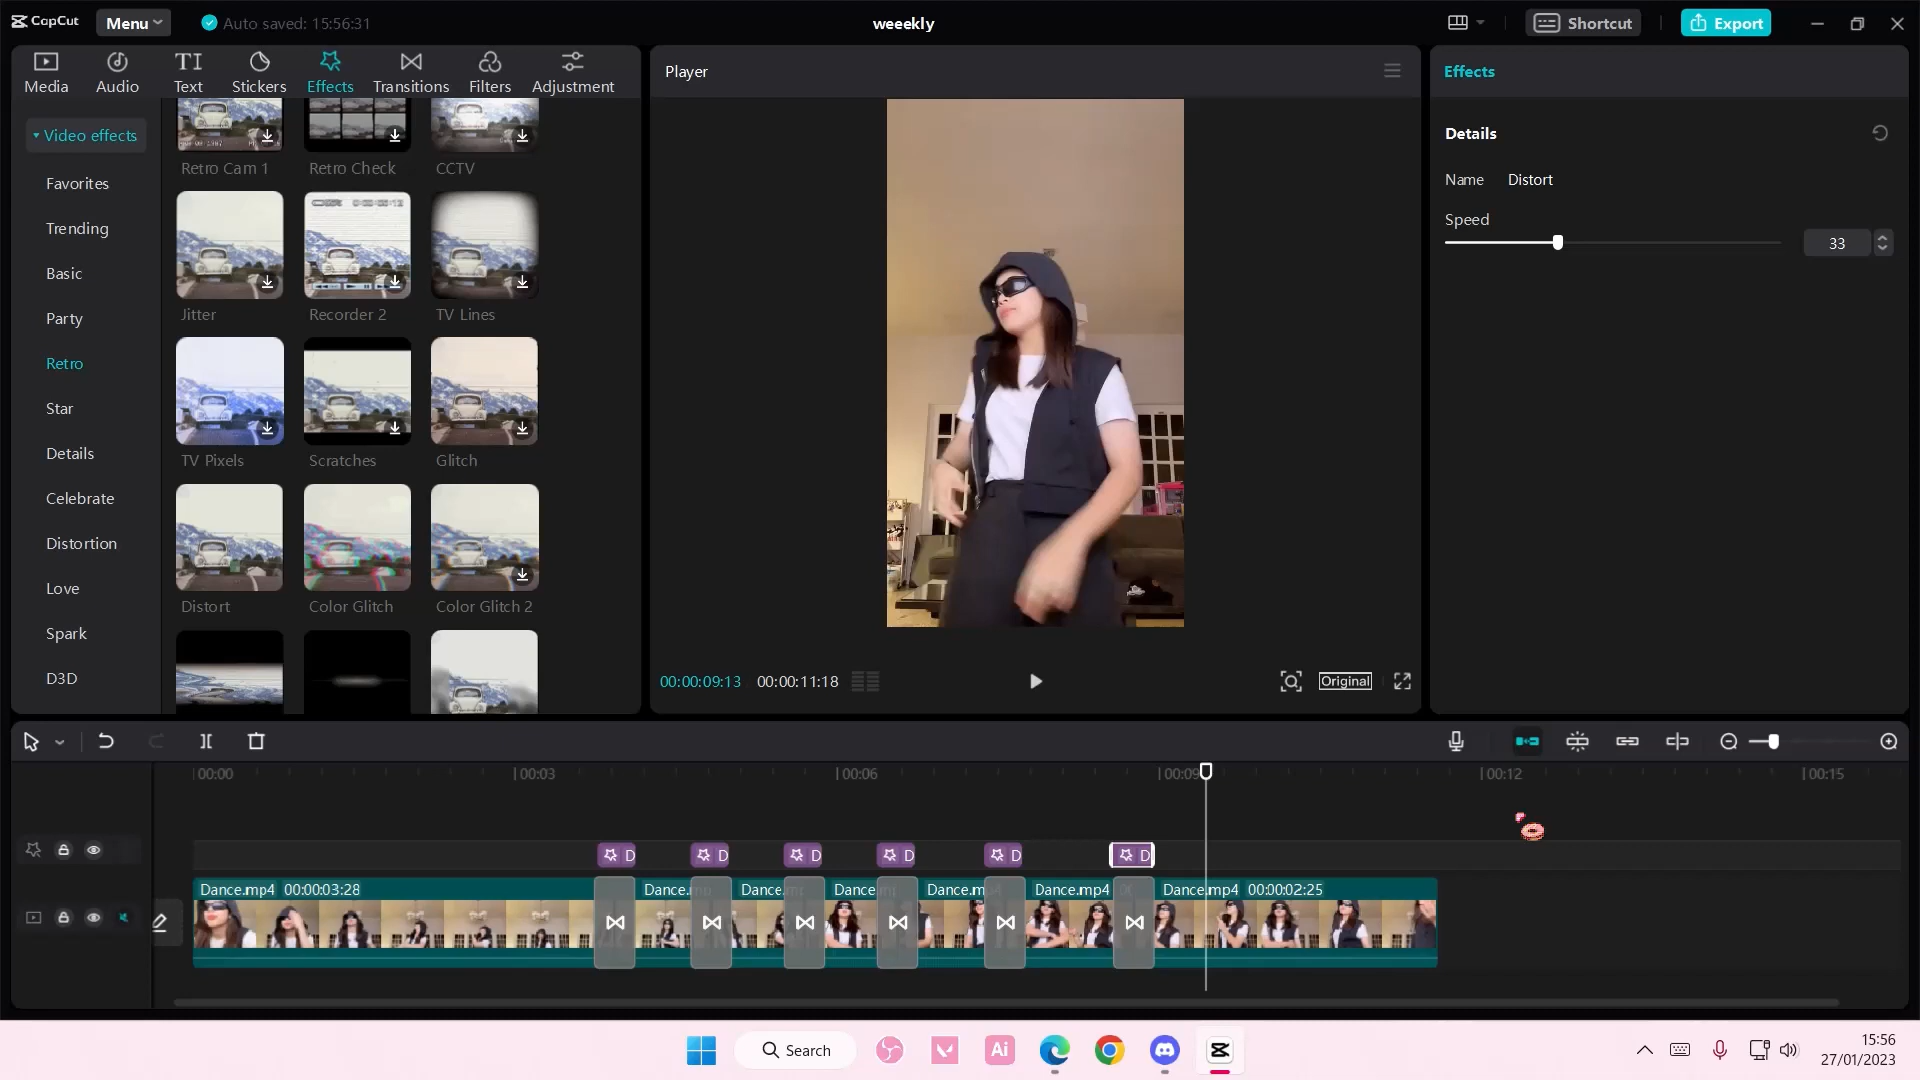 CapCut
Menu
Auto saved: 15:56:31
weeekly
Shortcut
Export
Media
Audio
TI
Text
Stickers
Effects
Transitions
Filters
Adjustment
Player
Effects
Video effects
Favorites
Trending
Basic
Party
Retro
Star
Details
Celebrate
Distortion
Love
Spark
D3D
Retro Cam 1
Retro Check
CCTV
Jitter
Recorder 2
TV Lines
TV Pixels
Scratches
Glitch
Distort
Color Glitch
Color Glitch 2
Details
Name Distort
Speed
33
00:00:09:13 00:00:11:18
Original
00:00
00:03
00:06
00:09
00:12
00:15
D
D
D
D
D
D
Dance.mp4 00:00:03:28
Dance.
Dance.
Dance.
Dance.m
Dance.mp4
Dance.mp4 00:00:02:25
Search
Ai
15:56
27/01/2023